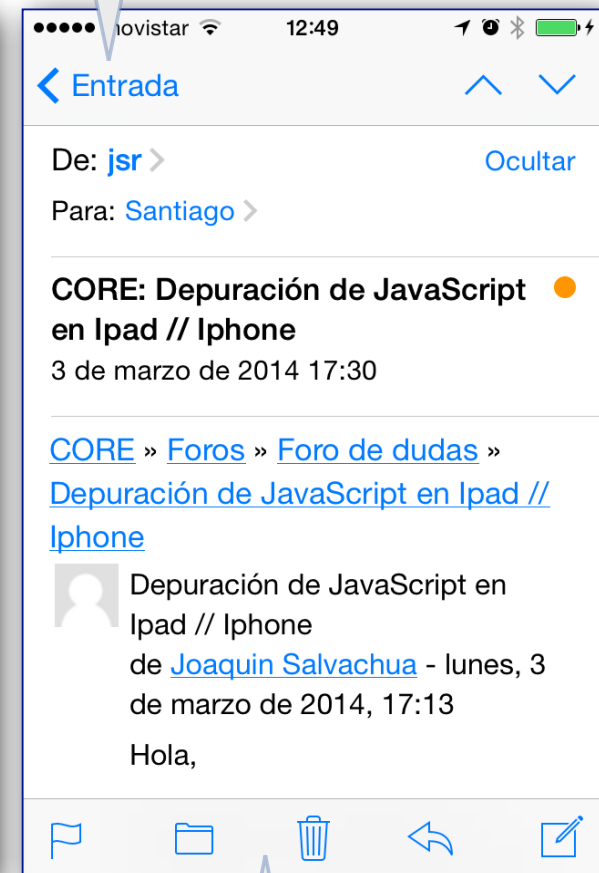 movistar 12:49
Entrada
De: jsr
Ocultar
Para: Santiago
CORE: Depuración de JavaScript
en Ipad // Iphone
3 de marzo de 2014 17:30
CORE » Foros » Foro de dudas »
Depuración de JavaScript en Ipad //
Iphone
Depuración de JavaScript en
Ipad // Iphone
de Joaquin Salvachua - lunes, 3
de marzo de 2014, 17:13
Hola,